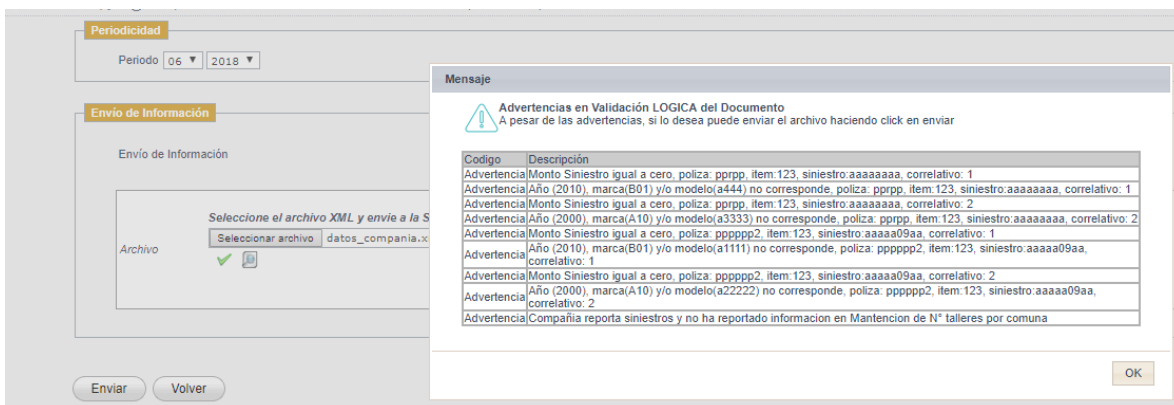 Periodicidad
Periodo 06 2018
Mensaje
Advertencias en Validación LOGICA del Documento
A pesar de las advertencias, si lo desea puede enviar el archivo haciendo click en enviar
Envío de Información
Envío de Información
Codigo Descripción
Advertencia Monto Siniestro igual a cero, poliza: pprpp, item:123, siniestro:aaaaaaaa, correlativo: 1
Advertencia Año (2010), marca(B01) y/o modelo(a444) no corresponde, poliza: pprpp, item:123, siniestro:aaaaaaaa, correlativo: 1
Advertencia Monto Siniestro igual a cero, poliza: pprpp, item:123, siniestro:aaaaaaaa, correlativo: 2
Advertencia Año (2000), marca(A10) y/o modelo(a3333) no corresponde, poliza: pprpp, item:123, siniestro:aaaaaaaa, correlativo: 2
Advertencia Monto Siniestro igual a cero, poliza: pppppp2, item:123, siniestro:aaaaa09aa, correlativo: 1
Advertencia Año (2010), marca(B01) y/o modelo(a1111) no corresponde, poliza: pppppp2, item:123, siniestro:aaaaa09aa,
correlativo: 1
Advertencia Monto Siniestro igual a cero, poliza: pppppp2, item:123, siniestro:aaaaa09aa, correlativo: 2
Advertencia Año (2000), marca(A10) y/o modelo(a22222) no corresponde, poliza: pppppp2, item:123, siniestro:aaaaa09aa,
correlativo: 2
Advertencia Compañia reporta siniestros y no ha reportado informacion en Mantencion de N° talleres por comuna
Seleccione el archivo XML y envie a la S
Archivo
Seleccionar archivo datos_compania.x
OK
Enviar Volver